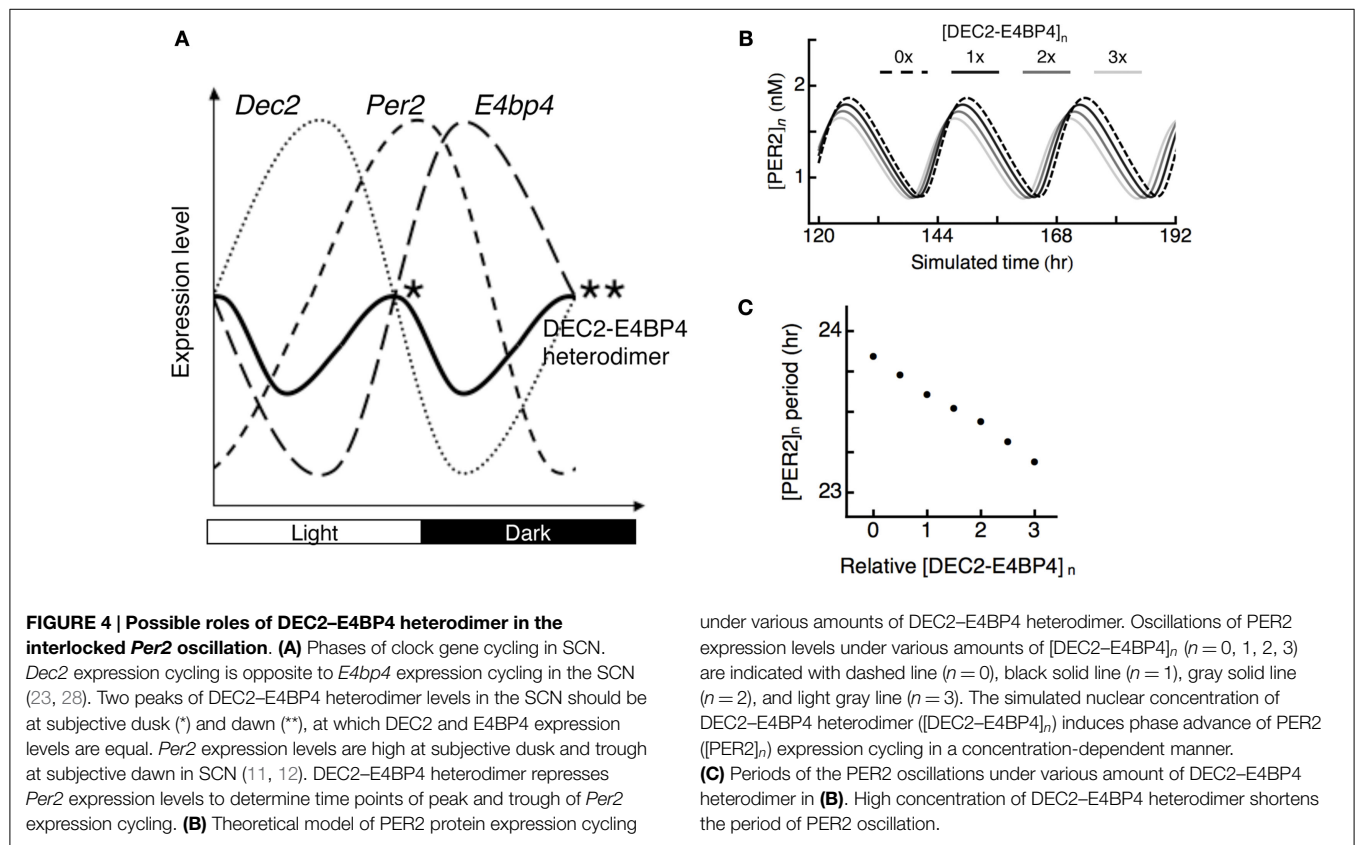 A
Dec2
Per2
E4bp4
Expression level
*
**
DEC2-E4BP4
heterodimer
Light
Dark
B
[DEC2-E4BP4]n
0x
1x
2x
3x
[PER2]n (nM)
2
1
120
144
168
192
Simulated time (hr)
C
[PER2]n period (hr)
24
23
0
1
2
3
Relative [DEC2-E4BP4] n
FIGURE 4 | Possible roles of DEC2–E4BP4 heterodimer in the
interlocked Per2 oscillation. (A) Phases of clock gene cycling in SCN.
Dec2 expression cycling is opposite to E4bp4 expression cycling in the SCN
(23, 28). Two peaks of DEC2–E4BP4 heterodimer levels in the SCN should be
at subjective dusk (*) and dawn (**), at which DEC2 and E4BP4 expression
levels are equal. Per2 expression levels are high at subjective dusk and trough
at subjective dawn in SCN (11, 12). DEC2–E4BP4 heterodimer represses
Per2 expression levels to determine time points of peak and trough of Per2
expression cycling. (B) Theoretical model of PER2 protein expression cycling
under various amounts of DEC2–E4BP4 heterodimer. Oscillations of PER2
expression levels under various amounts of [DEC2–E4BP4]n (n = 0, 1, 2, 3)
are indicated with dashed line (n = 0), black solid line (n = 1), gray solid line
(n = 2), and light gray line (n = 3). The simulated nuclear concentration of
DEC2–E4BP4 heterodimer ([DEC2–E4BP4]n) induces phase advance of PER2
([PER2]n) expression cycling in a concentration-dependent manner.
(C) Periods of the PER2 oscillations under various amount of DEC2–E4BP4
heterodimer in (B). High concentration of DEC2–E4BP4 heterodimer shortens
the period of PER2 oscillation.